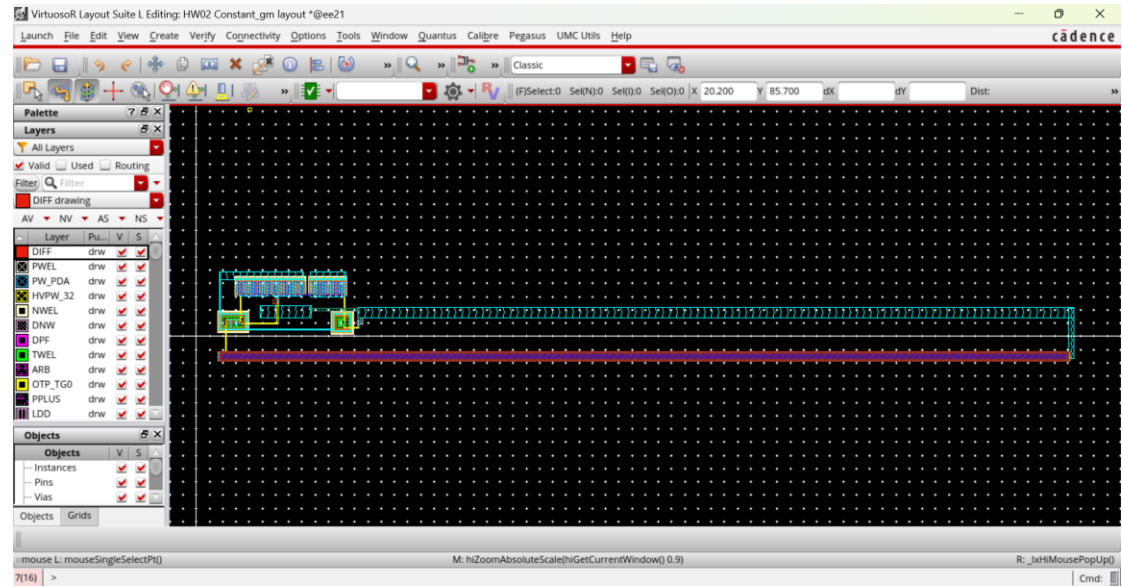 VirtuosoR Layout Suite L Editing: HW02 Constant_gm layout *@ee21
Launch File Edit View Create Verify Connectivity Options Tools Window Quantus Calibre Pegasus UMC Utils Help
cādence
» » » Classic
» (F)Select:0 Sel(N):0 Sel(I):0 Sel(O):0 X 20.200 Y 85.700 dX dY Dist: »
Palette ? X
Layers X
All Layers
Valid Used Routing
Filter Filter
DIFF drawing
AV NV AS NS
Layer Pu... V S
DIFF drw
PWEL drw
PW_PDA drw
HVPW_32 drw
NWEL drw
DNW drw
DPF drw
TWEL drw
ARB drw
OTP_TG0 drw
PPLUS drw
LDD drw
Objects X
Objects V S
Instances
Pins
Vias
Objects Grids
mouse L: mouseSingleSelectPt() M: hiZoomAbsoluteScale(hiGetCurrentWindow() 0.9) R: _lxHiMousePopUp()
7(16) > Cmd: